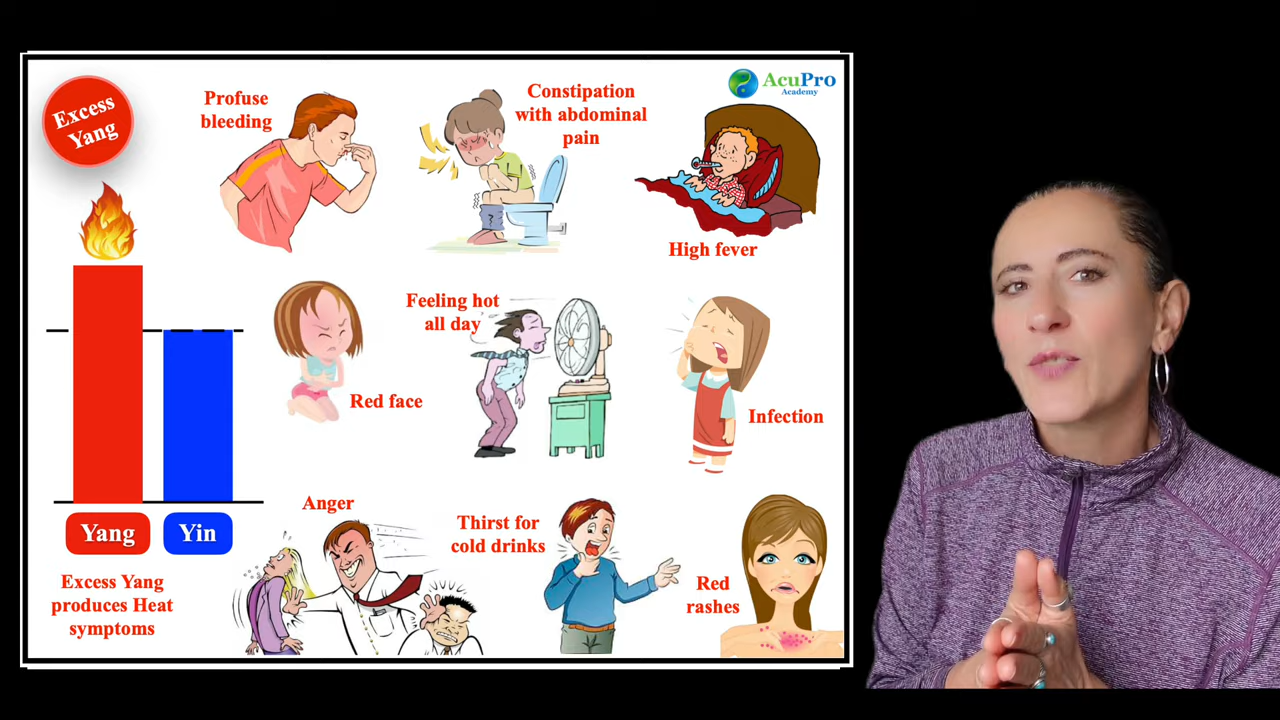 Excess
Yang
Profuse
bleeding
Constipation
with abdominal
pain
AcuPro
Academy
High fever
Feeling hot
all day
Red face
Infection
Anger
Thirst for
cold drinks
Red
rashes
Yang
Yin
Excess Yang
produces Heat
symptoms
?